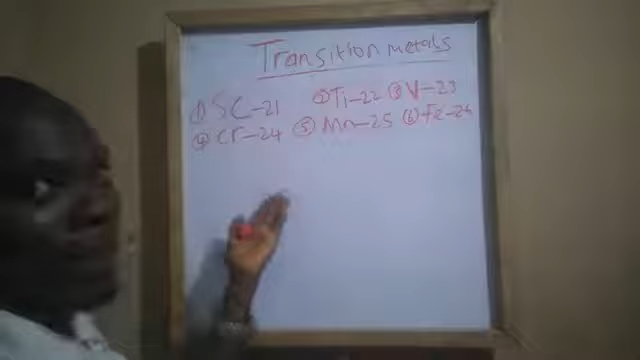 Transition metals
① SC-21 ② Ti-22 ③ V-23
④ Cr-24 ⑤ Mn-25 ⑥ Fe-26